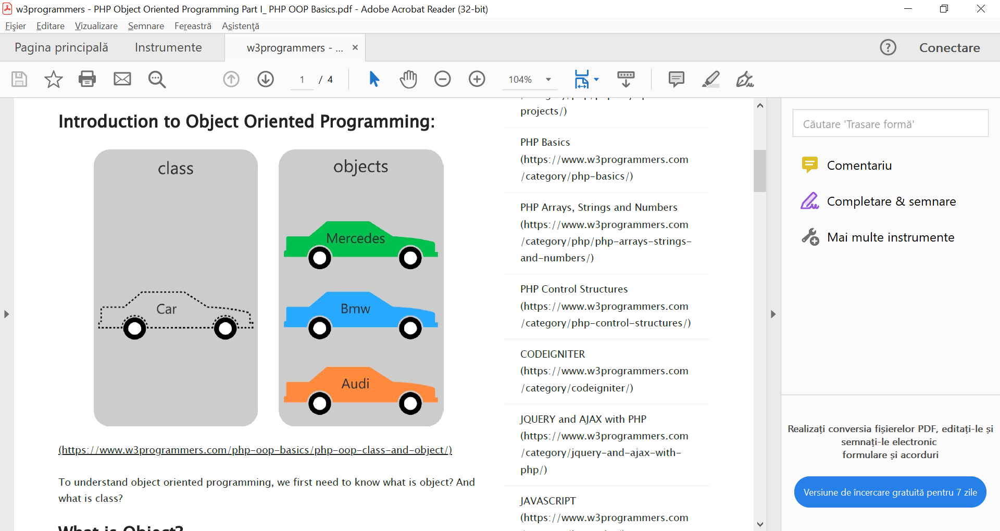 w3programmers - PHP Object Oriented Programming Part I_ PHP OOP Basics.pdf - Adobe Acrobat Reader (32-bit)
Fișier Editare Vizualizare Semnare Fereastră Asistență
Pagina principală Instrumente w3programmers - ... × ? Conectare
1 / 4 104%
Introduction to Object Oriented Programming:
class
Car
objects
Mercedes
Bmw
Audi
(https://www.w3programmers.com/php-oop-basics/php-oop-class-and-object/)
To understand object oriented programming, we first need to know what is object? And
what is class?
What is Object?
projects/)
PHP Basics
(https://www.w3programmers.com
/category/php-basics/)
PHP Arrays, Strings and Numbers
(https://www.w3programmers.com
/category/php/php-arrays-strings-
and-numbers/)
PHP Control Structures
(https://www.w3programmers.com
/category/php-control-structures/)
CODEIGNITER
(https://www.w3programmers.com
/category/codeigniter/)
JQUERY and AJAX with PHP
(https://www.w3programmers.com
/category/jquery-and-ajax-with-
php/)
JAVASCRIPT
(https://www.w3programmers.com
Căutare 'Trasare formă'
Comentariu
Completare & semnare
Mai multe instrumente
Realizați conversia fișierelor PDF, editați-le și
semnați-le electronic
formulare și acorduri
Versiune de încercare gratuită pentru 7 zile